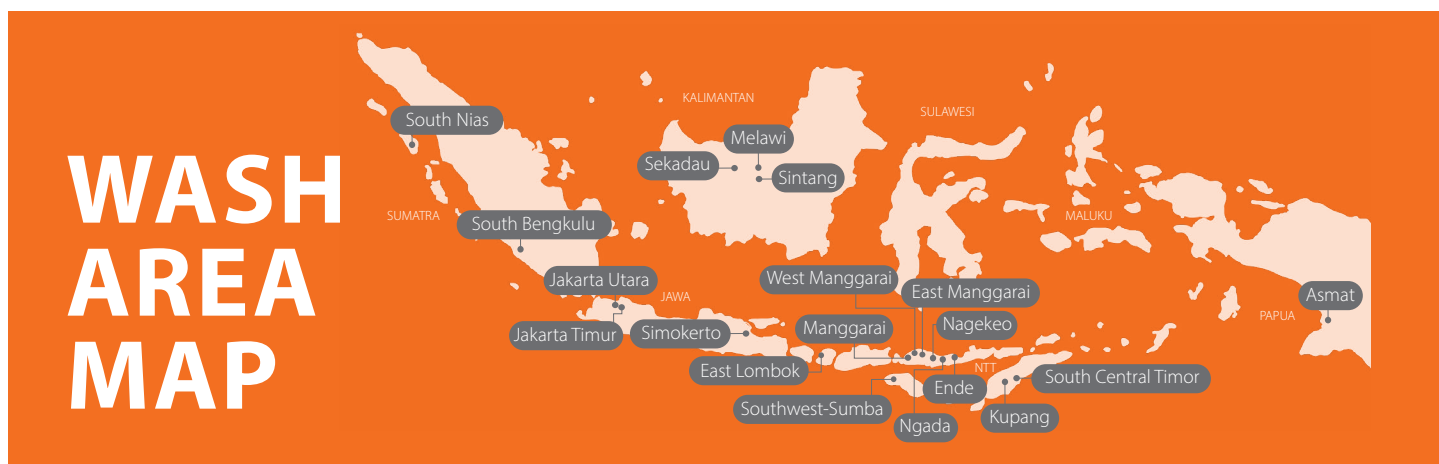 WASH
AREA
MAP
South Nias
SUMATRA
South Bengkulu
KALIMANTAN
Melawi
Sekadau
Sintang
SULAWESI
MALUKU
Jakarta Utara
JAWA
Jakarta Timur
Simokerto
East Lombok
West Manggarai
East Manggarai
Manggarai
Nagekeo
NTT
Ende
South Central Timor
Southwest-Sumba
Ngada
Kupang
Asmat
PAPUA